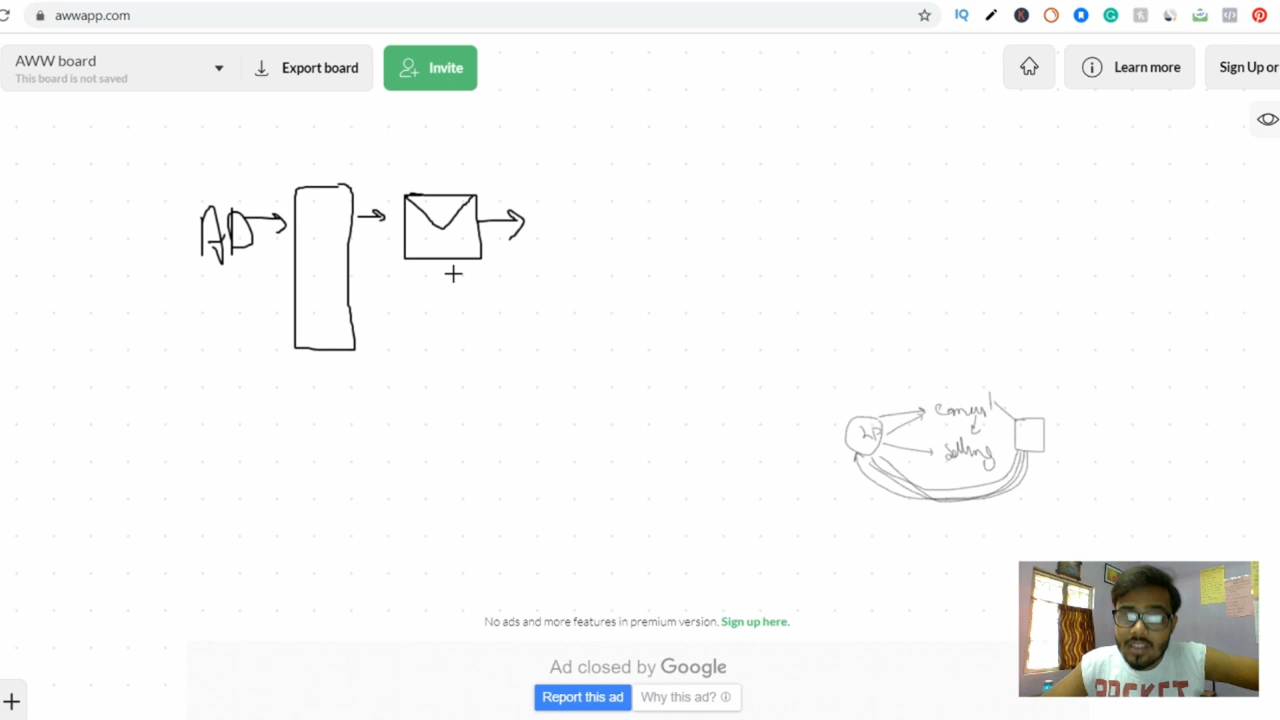 awwapp.com
IQ
AWW board
This board is not saved
Export board
Invite
Learn more
Sign Up or
AD
LP
selling
No ads and more features in premium version. Sign up here.
Ad closed by Google
Report this ad
Why this ad?